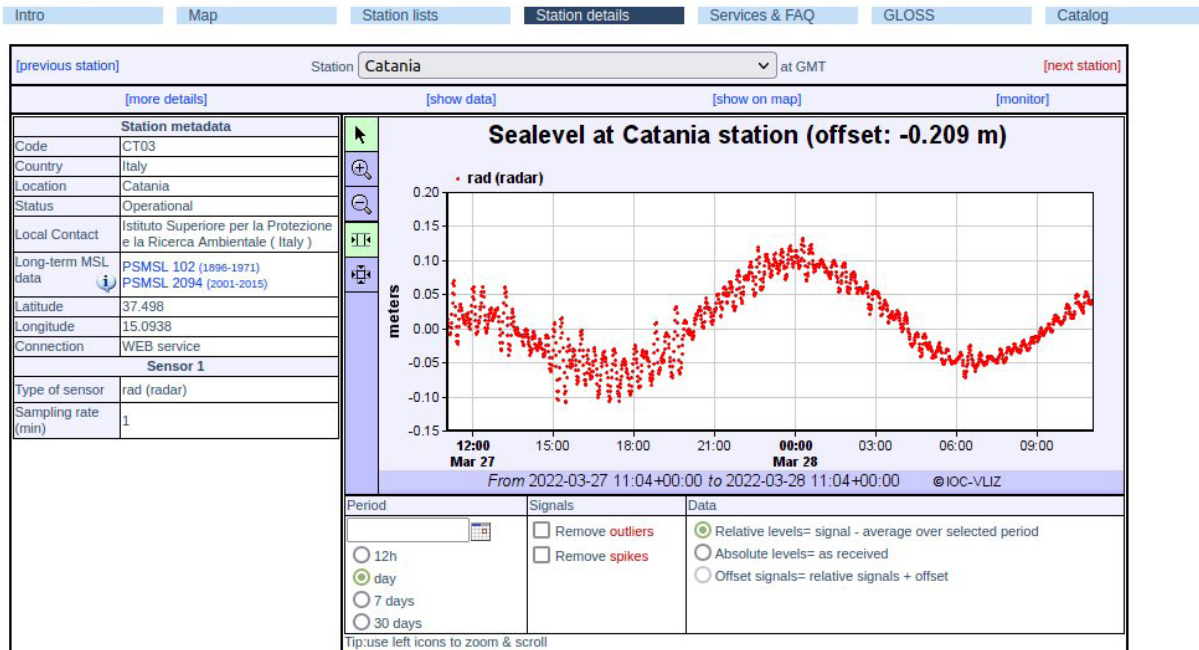 Intro Map Station lists Station details Services & FAQ GLOSS Catalog
[previous station] Station Catania at GMT [next station]
[more details] [show data] [show on map] [monitor]
Station metadata
Code CT03
Country Italy
Location Catania
Status Operational
Local Contact Istituto Superiore per la Protezione
e la Ricerca Ambientale ( Italy )
Long-term MSL
data i PSMSL 102 (1896-1971)
PSMSL 2094 (2001-2015)
Latitude 37.498
Longitude 15.0938
Connection WEB service
Sensor 1
Type of sensor rad (radar)
Sampling rate
(min) 1
Sealevel at Catania station (offset: -0.209 m)
rad (radar)
meters
0.20
0.15
0.10
0.05
0.00
-0.05
-0.10
-0.15
12:00 15:00 18:00 21:00 00:00 03:00 06:00 09:00
Mar 27 Mar 28
From 2022-03-27 11:04+00:00 to 2022-03-28 11:04+00:00 ©IOC-VLIZ
Period Signals Data
12h
day
7 days
30 days
Remove outliers
Remove spikes
Relative levels= signal - average over selected period
Absolute levels= as received
Offset signals= relative signals + offset
Tip:use left icons to zoom & scroll